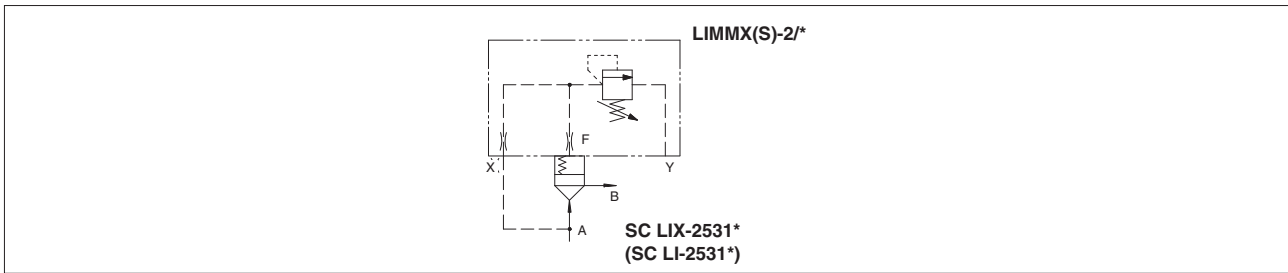 LIMMX(S)-2/*
F
X
Y
B
A
SC LIX-2531*
(SC LI-2531*)